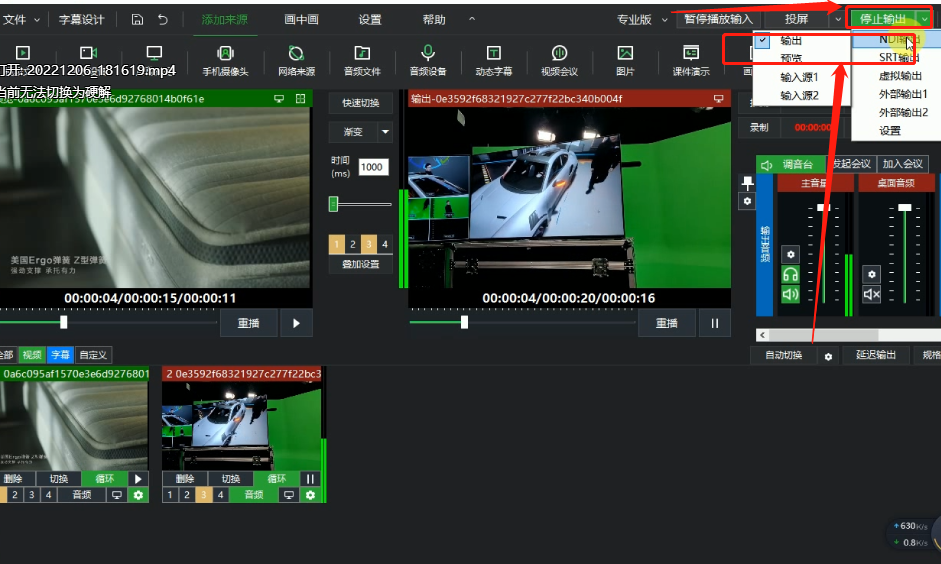 文件 字幕设计 添加来源 画中画 设置 帮助 专业版 暂停播放输入 投屏 停止输出
手机摄像头 网络来源 音频文件 音频设备 动态字幕 视频会议 图片 课件演示
打开: 20221206_181619.mp4
当前无法切换为硬解
输出
预览
输入源1
输入源2
NDI输出
SRT输出
虚拟输出
外部输出1
外部输出2
设置
0a6c095af1570e3e6d92768014b0f61e
快速切换
输出-0e3592f68321927c277f22bc340b004f
渐变
时间
(ms)
1000
1 2 3 4
叠加设置
录制 00:00:00
调音台 发起会议 加入会议
主音量 桌面音频
美国Ergo弹簧 Z型弹簧
强劲支撑 承托有力
00:00:04/00:00:15/00:00:11
00:00:04/00:00:20/00:00:16
重播
重播
自动切换 延迟输出 规格
全部 视频 字幕 自定义
0a6c095af1570e3e6d92768014
2 0e3592f68321927c277f22bc3
删除 切换 循环
2 3 4 音频
删除 切换 循环
1 2 3 4 音频
630K/s
0.8K/s